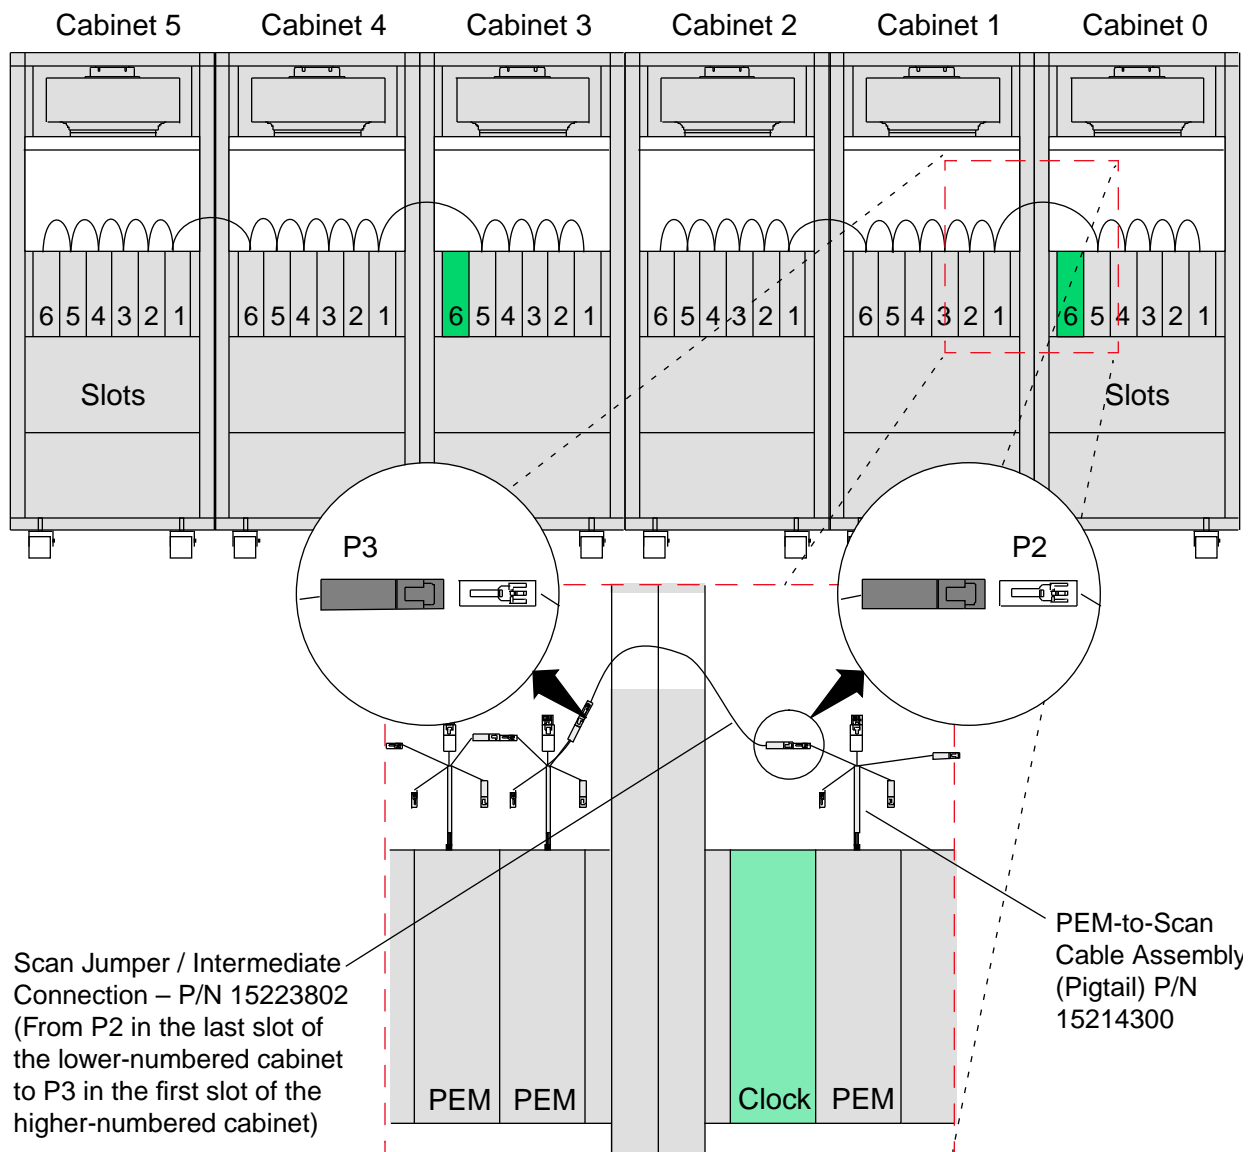 Cabinet 5 Cabinet 4 Cabinet 3 Cabinet 2 Cabinet 1 Cabinet 0
6 5 4 3 2 1 6 5 4 3 2 1 6 5 4 3 2 1 6 5 4 3 2 1 6 5 4 3 2 1 6 5 4 3 2 1
Slots Slots
P3 P2
Scan Jumper / Intermediate
Connection – P/N 15223802
(From P2 in the last slot of
the lower-numbered cabinet
to P3 in the first slot of the
higher-numbered cabinet)
PEM-to-Scan
Cable Assembly
(Pigtail) P/N
15214300
PEM PEM Clock PEM